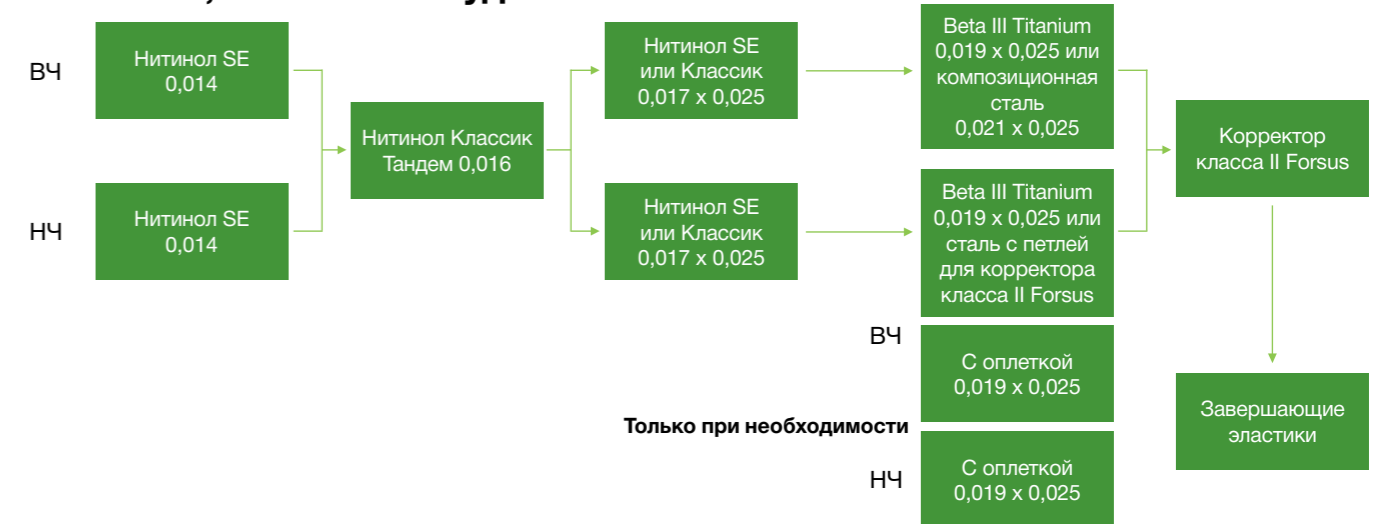 ВЧ
Нитинол SE
0,014
НЧ
Нитинол SE
0,014
Нитинол Классик
Тандем 0,016
Нитинол SE
или Классик
0,017 x 0,025
Нитинол SE
или Классик
0,017 x 0,025
Beta III Titanium
0,019 x 0,025 или
композиционная
сталь
0,021 x 0,025
Beta III Titanium
0,019 x 0,025 или
сталь с петлей
для корректора
класса II Forsus
Корректор
класса II Forsus
ВЧ
С оплеткой
0,019 x 0,025
Только при необходимости
НЧ
С оплеткой
0,019 x 0,025
Завершающие
эластики